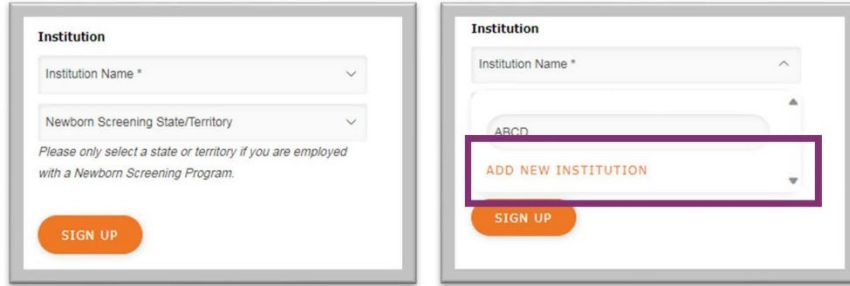 Institution
Institution Name *
Newborn Screening State/Territory
Please only select a state or territory if you are employed
with a Newborn Screening Program.
SIGN UP
Institution
Institution Name *
ABCD
ADD NEW INSTITUTION
SIGN UP